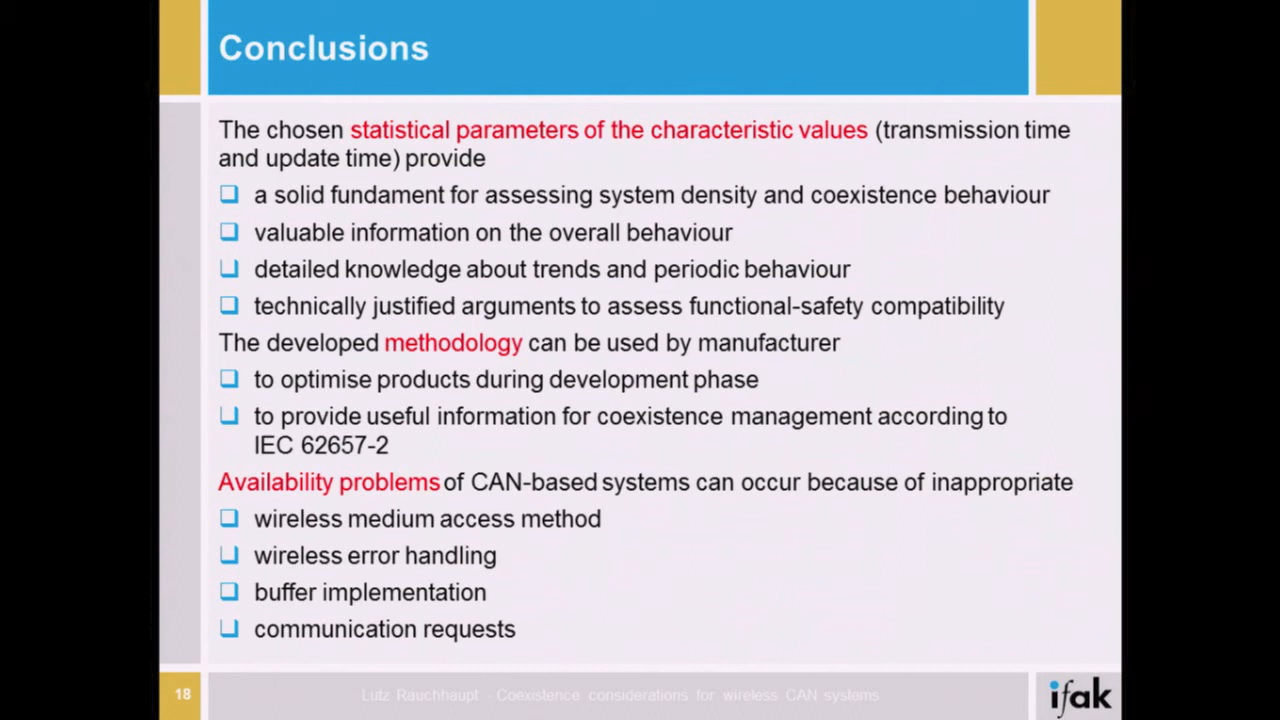 Conclusions
The chosen statistical parameters of the characteristic values (transmission time
and update time) provide
a solid fundament for assessing system density and coexistence behaviour
valuable information on the overall behaviour
detailed knowledge about trends and periodic behaviour
technically justified arguments to assess functional-safety compatibility
The developed methodology can be used by manufacturer
to optimise products during development phase
to provide useful information for coexistence management according to
IEC 62657-2
Availability problems of CAN-based systems can occur because of inappropriate
wireless medium access method
wireless error handling
buffer implementation
communication requests
18
Lutz Rauchhaupt - Coexistence considerations for wireless CAN systems
ifak